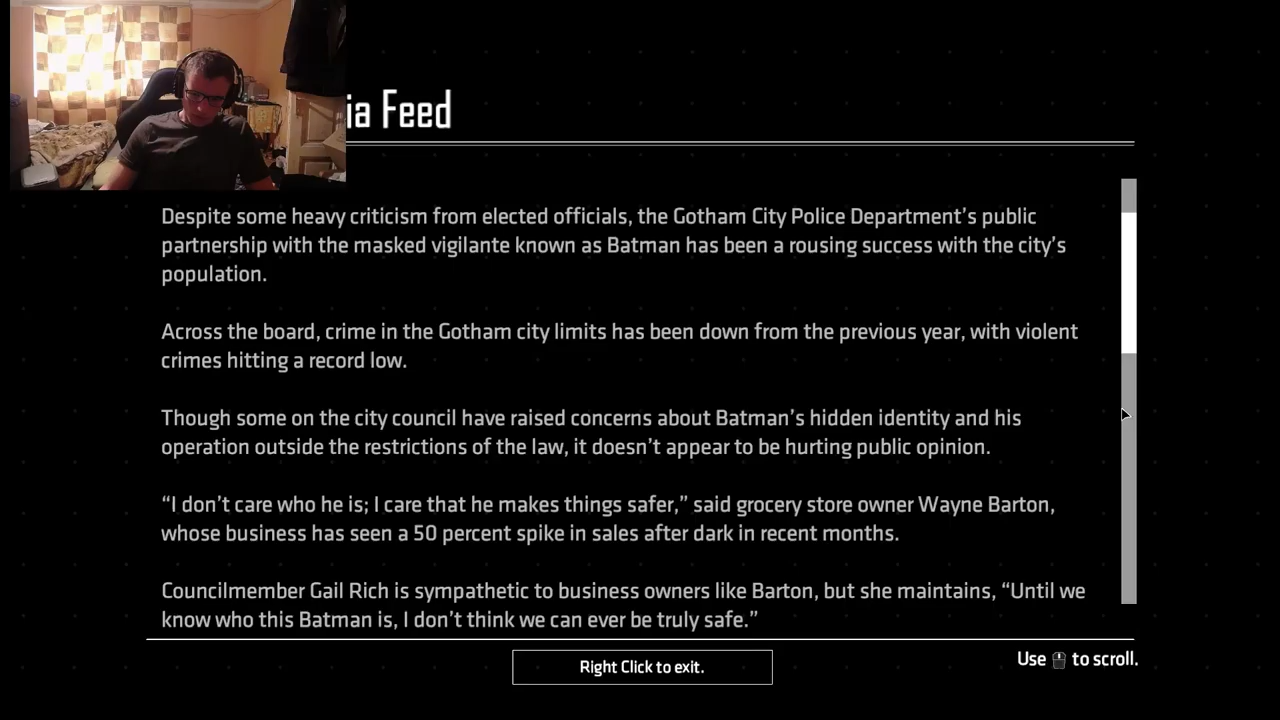 ia Feed
Despite some heavy criticism from elected officials, the Gotham City Police Department’s public
partnership with the masked vigilante known as Batman has been a rousing success with the city’s
population.
Across the board, crime in the Gotham city limits has been down from the previous year, with violent
crimes hitting a record low.
Though some on the city council have raised concerns about Batman’s hidden identity and his
operation outside the restrictions of the law, it doesn’t appear to be hurting public opinion.
“I don’t care who he is; I care that he makes things safer,” said grocery store owner Wayne Barton,
whose business has seen a 50 percent spike in sales after dark in recent months.
Councilmember Gail Rich is sympathetic to business owners like Barton, but she maintains, “Until we
know who this Batman is, I don’t think we can ever be truly safe.”
Right Click to exit.
Use to scroll.